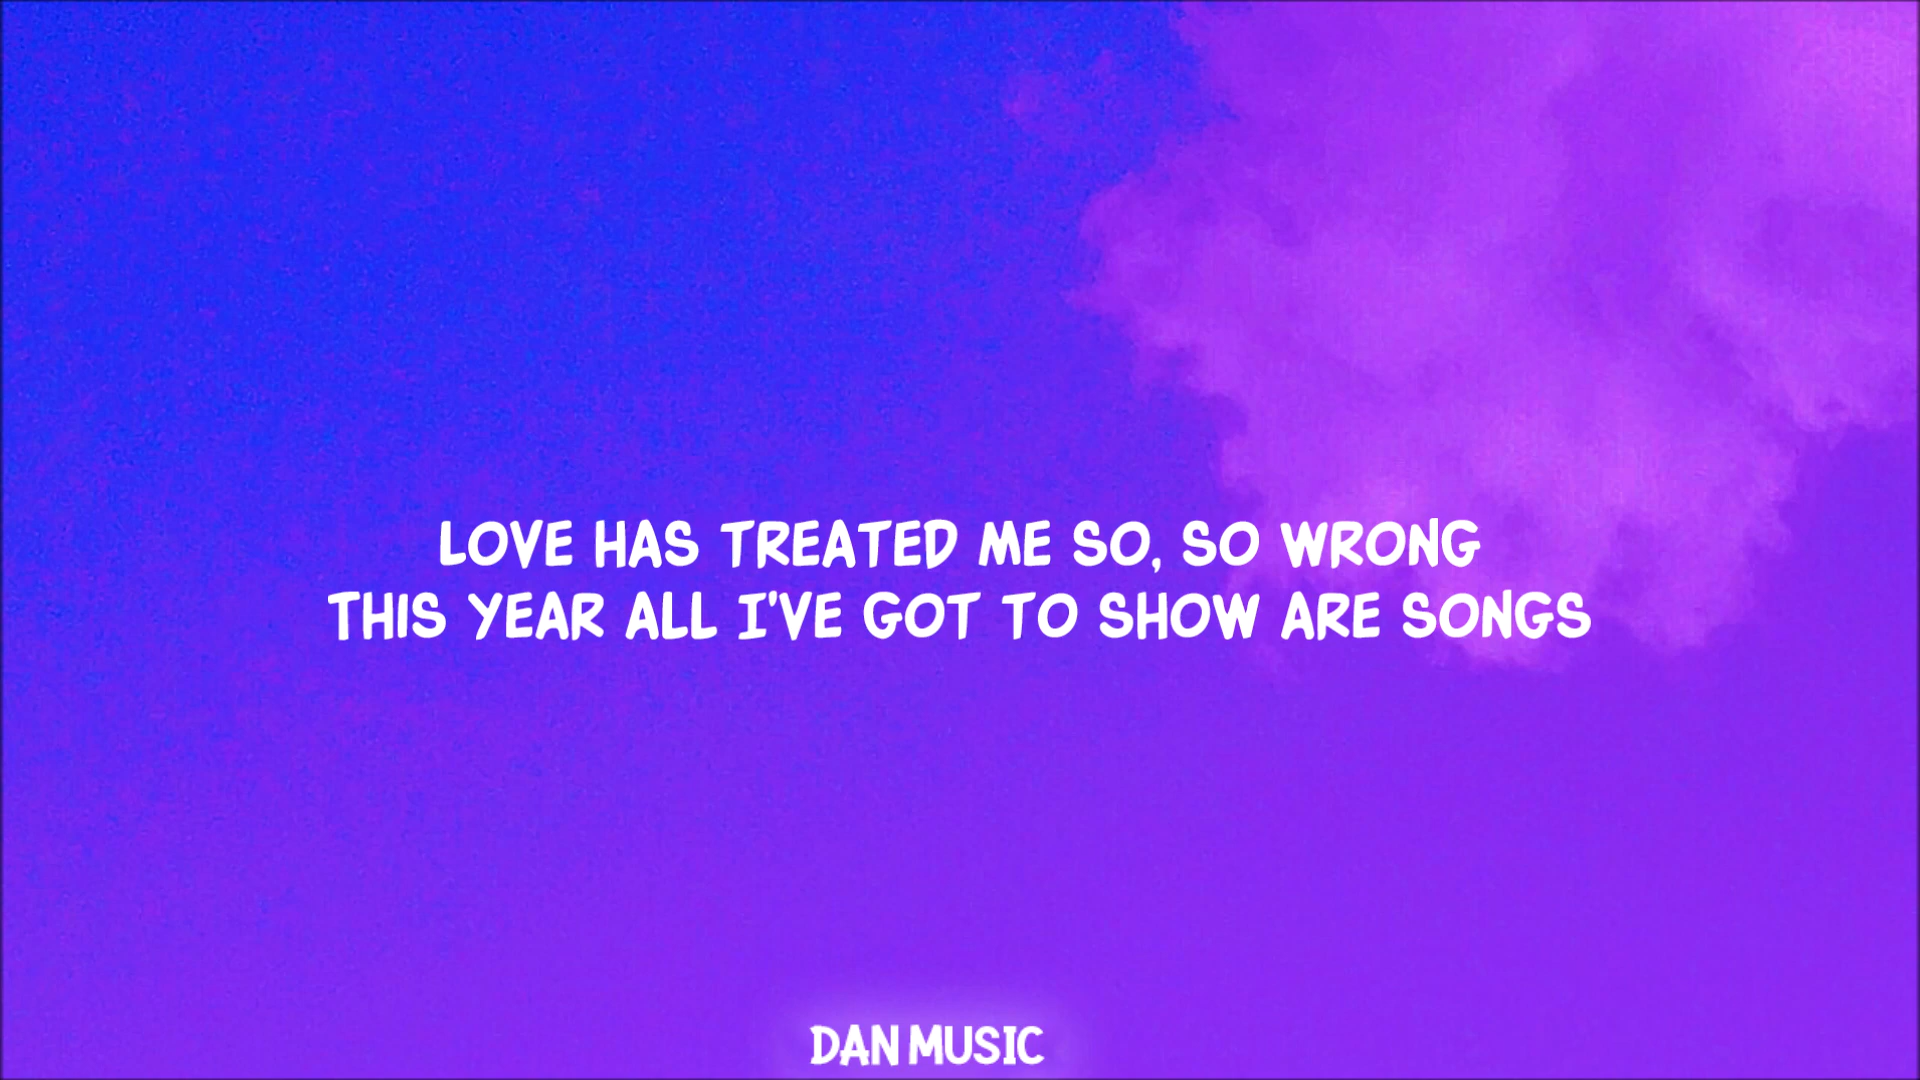 LOVE HAS TREATED ME SO, SO WRONG
THIS YEAR ALL I'VE GOT TO SHOW ARE SONGS
DAN MUSIC